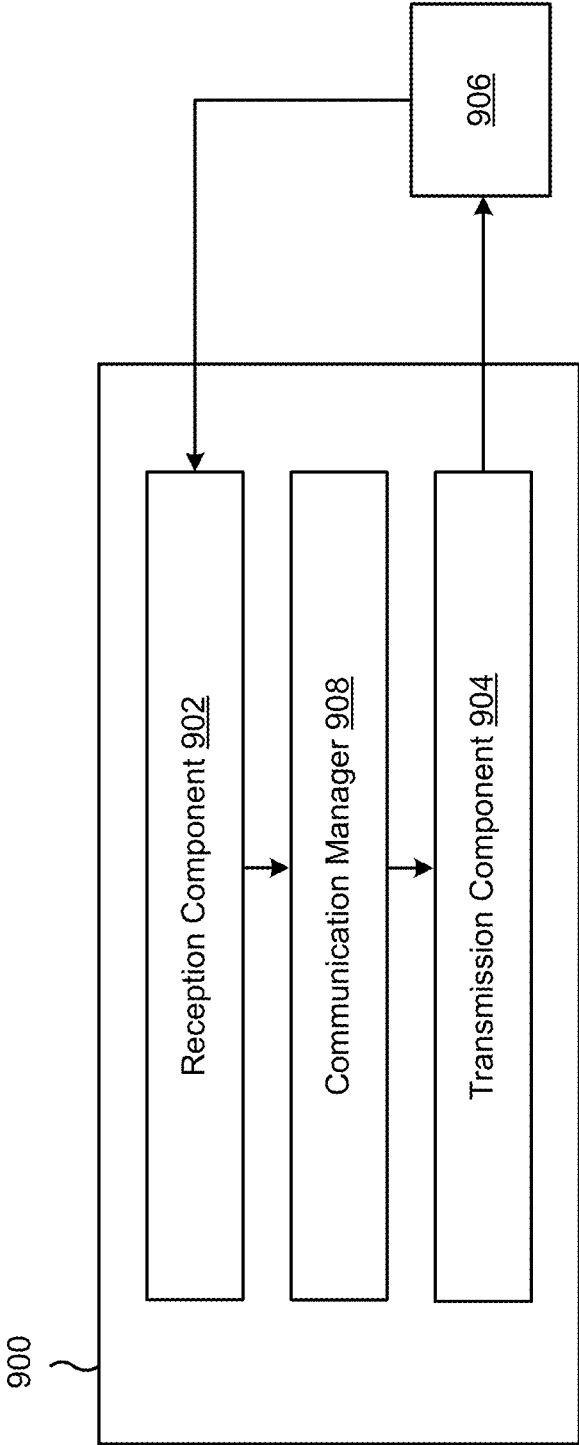 900
Reception Component 902
Communication Manager 908
Transmission Component 904
906